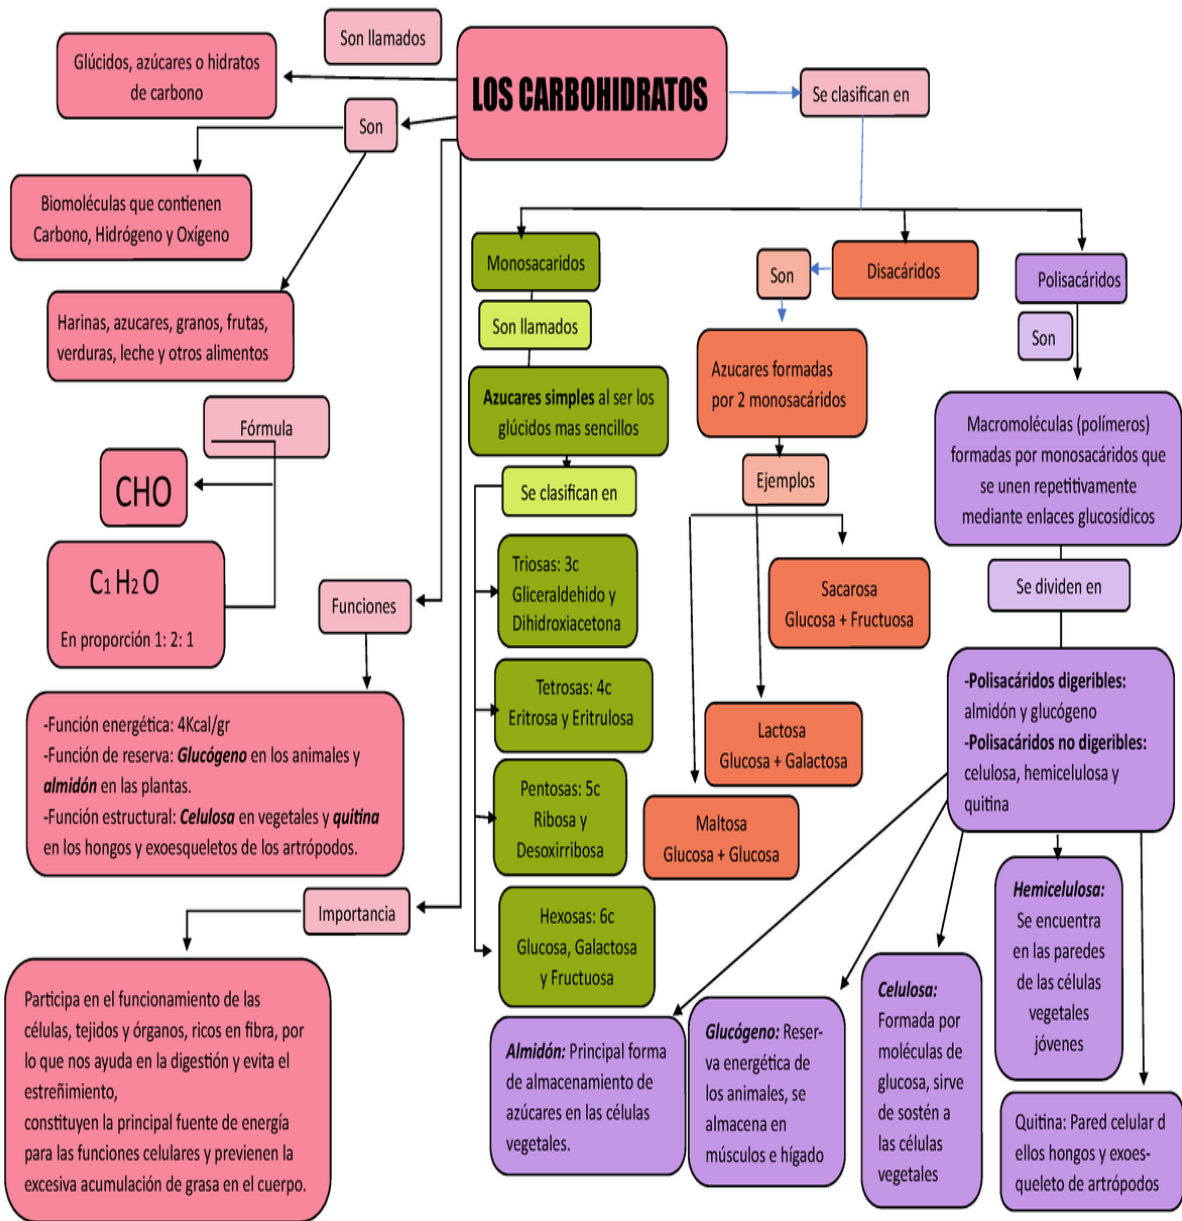 Son llamados
LOS CARBOHIDRATOS
Glúcidos, azúcares o hidratos
de carbono
Son
Biomoléculas que contienen
Carbono, Hidrógeno y Oxígeno
Harinas, azucares, granos, frutas,
verduras, leche y otros alimentos
Fórmula
CHO
C1 H2 O
En proporción 1: 2: 1
Funciones
-Función energética: 4Kcal/gr
-Función de reserva: Glucógeno en los animales y
almidón en las plantas.
-Función estructural: Celulosa en vegetales y quitina
en los hongos y exoesqueletos de los artrópodos.
Importancia
Participa en el funcionamiento de las
células, tejidos y órganos, ricos en fibra, por
lo que nos ayuda en la digestión y evita el
estreñimiento,
constituyen la principal fuente de energía
para las funciones celulares y previenen la
excesiva acumulación de grasa en el cuerpo.
Se clasifican en
Monosacaridos
Son llamados
Azucares simples al ser los
glúcidos mas sencillos
Se clasifican en
Triosas: 3c
Gliceraldehido y
Dihidroxiacetona
Tetrosas: 4c
Eritrosa y Eritrulosa
Pentosas: 5c
Ribosa y
Desoxirribosa
Hexosas: 6c
Glucosa, Galactosa
y Fructuosa
Disacáridos
Son
Azucares formadas
por 2 monosacáridos
Ejemplos
Sacarosa
Glucosa + Fructuosa
Lactosa
Glucosa + Galactosa
Maltosa
Glucosa + Glucosa
Polisacáridos
Son
Macromoléculas (polímeros)
formadas por monosacáridos que
se unen repetitivamente
mediante enlaces glucosídicos
Se dividen en
-Polisacáridos digeribles:
almidón y glucógeno
-Polisacáridos no digeribles:
celulosa, hemicelulosa y
quitina
Almidón: Principal forma
de almacenamiento de
azúcares en las células
vegetales.
Glucógeno: Reser-
va energética de
los animales, se
almacena en
músculos e hígado
Celulosa:
Formada por
moléculas de
glucosa, sirve
de sostén a
las células
vegetales
Hemicelulosa:
Se encuentra
en las paredes
de las células
vegetales
jóvenes
Quitina: Pared celular d
ellos hongos y exoes-
queleto de artrópodos